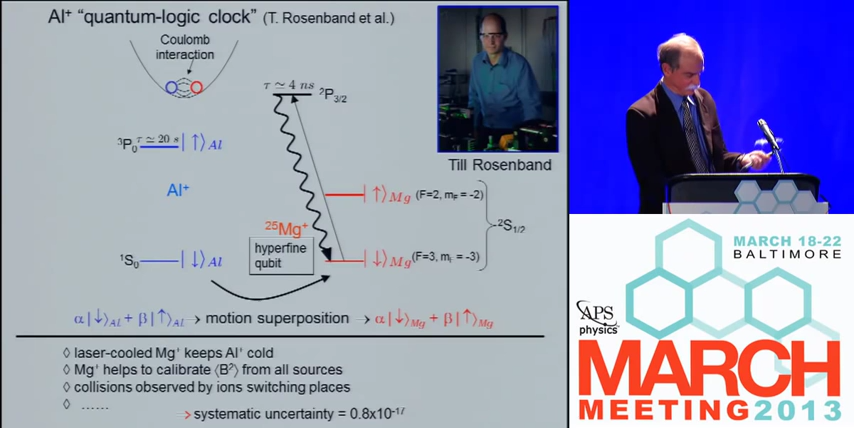 Al⁺ "quantum-logic clock" (T. Rosenband et al.)
Coulomb
interaction
τ ≃ 4 ns ²P₃/₂
³P₀ τ ≃ 20 s |↑⟩Al
Till Rosenband
Al⁺
|↑⟩Mg (F=2, mF = -2)
²S₁/₂
²⁵Mg⁺
hyperfine
qubit
¹S₀ |↓⟩Al
|↓⟩Mg (F=3, mF = -3)
α|↓⟩Al + β|↑⟩Al → motion superposition → α|↓⟩Mg + β|↑⟩Mg
◊ laser-cooled Mg⁺ keeps Al⁺ cold
◊ Mg⁺ helps to calibrate ⟨B²⟩ from all sources
◊ collisions observed by ions switching places
◊ ......
> systematic uncertainty = 0.8x10⁻¹⁷
MARCH 18-22
BALTIMORE
APS
physics
MARCH
MEETING2013